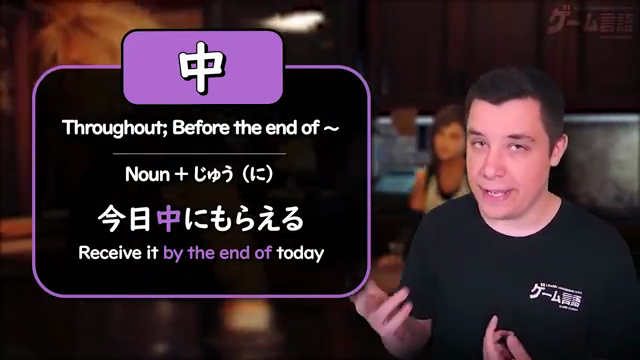 ゲーム言語
中
Throughout; Before the end of ～
Noun + じゅう（に）
今日中にもらえる
Receive it by the end of today
ゲーム言語